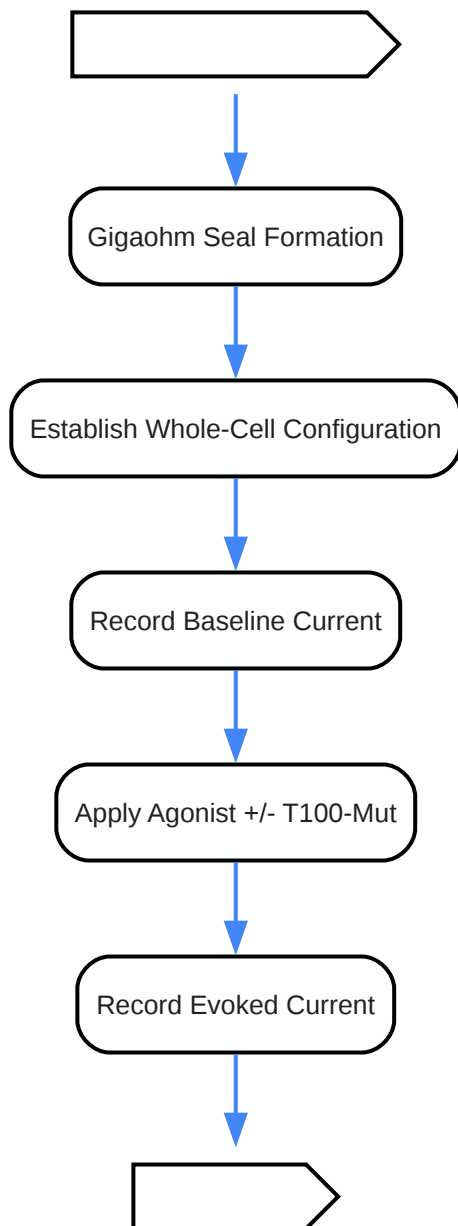 Gigaohm Seal Formation
Establish Whole-Cell Configuration
Record Baseline Current
Apply Agonist +/- T100-Mut
Record Evoked Current